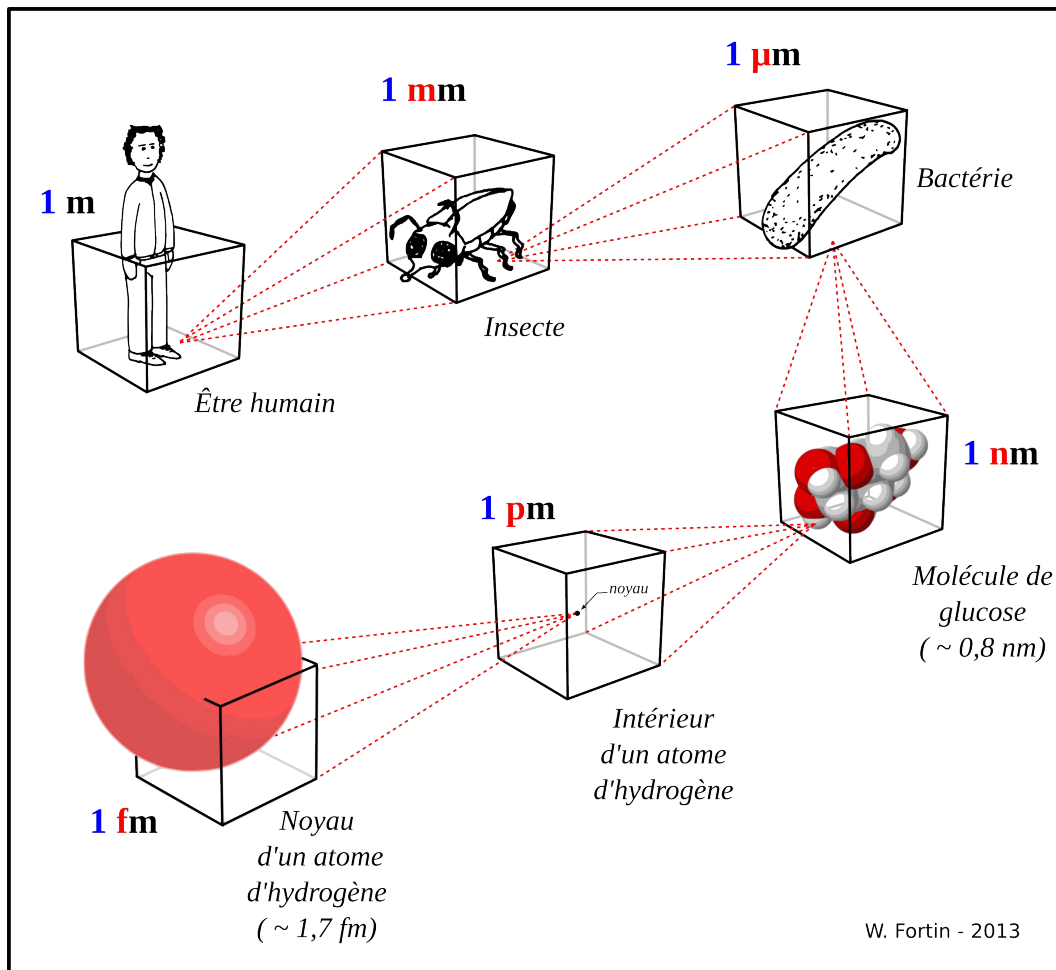 1 m
Être humain
1 mm
Insecte
1 µm
Bactérie
1 nm
Molécule de
glucose
( ~ 0,8 nm)
1 pm
noyau
Intérieur
d'un atome
d'hydrogène
1 fm
Noyau
d'un atome
d'hydrogène
( ~ 1,7 fm)
W. Fortin - 2013